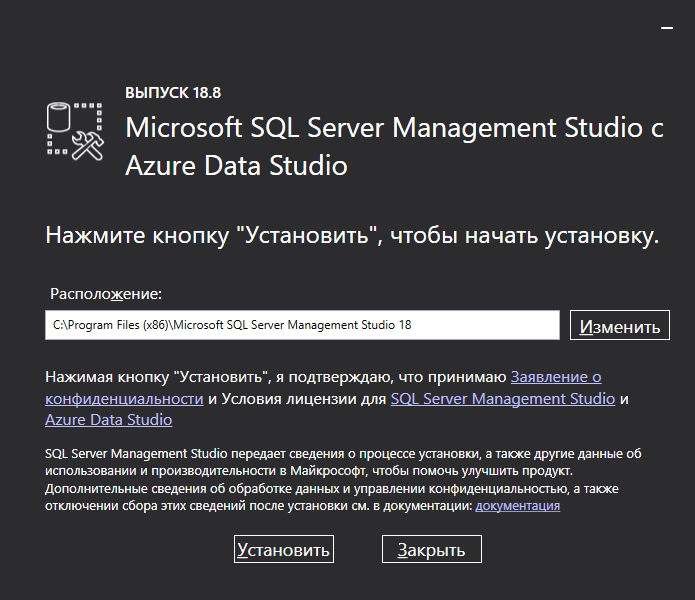 ВЫПУСК 18.8
Microsoft SQL Server Management Studio с
Azure Data Studio
Нажмите кнопку "Установить", чтобы начать установку.
Расположение:
C:\Program Files (x86)\Microsoft SQL Server Management Studio 18
Изменить
Нажимая кнопку "Установить", я подтверждаю, что принимаю Заявление о
конфиденциальности и Условия лицензии для SQL Server Management Studio и
Azure Data Studio
SQL Server Management Studio передает сведения о процессе установки, а также другие данные об
использовании и производительности в Майкрософт, чтобы помочь улучшить продукт.
Дополнительные сведения об обработке данных и управлении конфиденциальностью, а также
отключении сбора этих сведений после установки см. в документации: документация
Установить
Закрыть